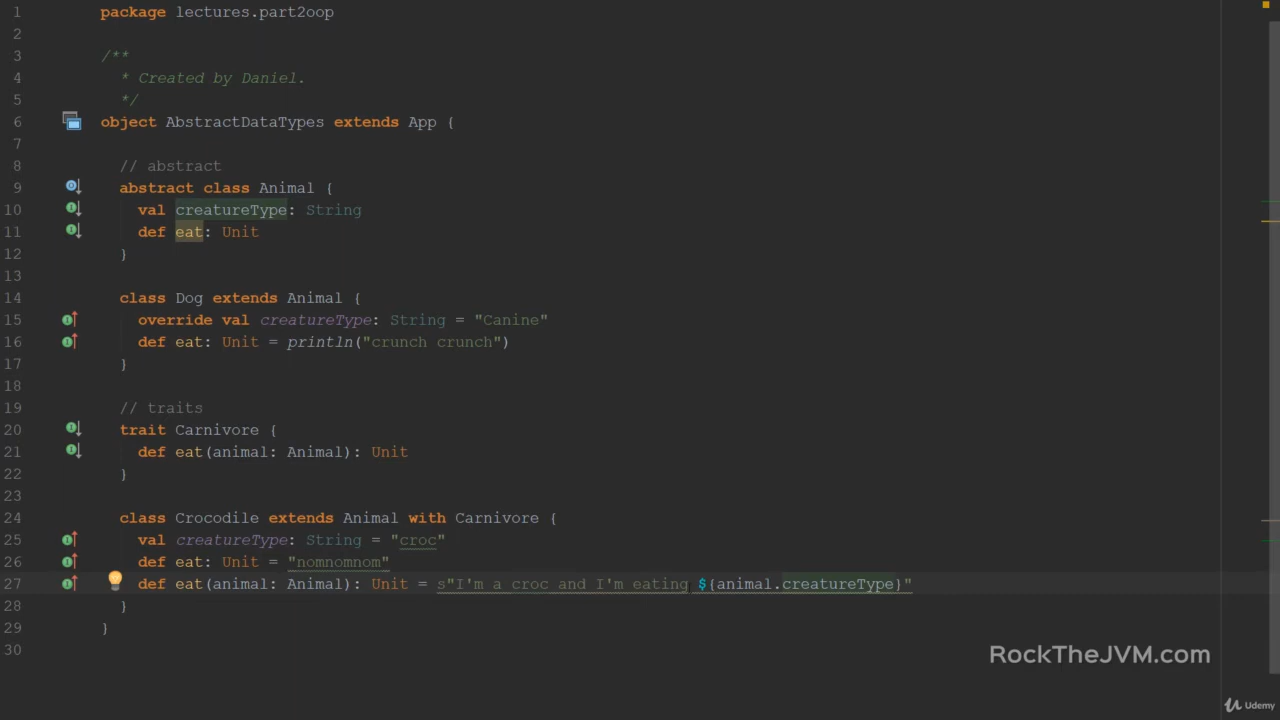 1 package lectures.part2oop
2
3 /**
4 * Created by Daniel.
5 */
6 object AbstractDataTypes extends App {
7
8 // abstract
9 abstract class Animal {
10 val creatureType: String
11 def eat: Unit
12 }
13
14 class Dog extends Animal {
15 override val creatureType: String = "Canine"
16 def eat: Unit = println("crunch crunch")
17 }
18
19 // traits
20 trait Carnivore {
21 def eat(animal: Animal): Unit
22 }
23
24 class Crocodile extends Animal with Carnivore {
25 val creatureType: String = "croc"
26 def eat: Unit = "nomnomnom"
27 def eat(animal: Animal): Unit = s"I'm a croc and I'm eating ${animal.creatureType}"
28 }
29 }
30
RockTheJVM.com
Udemy